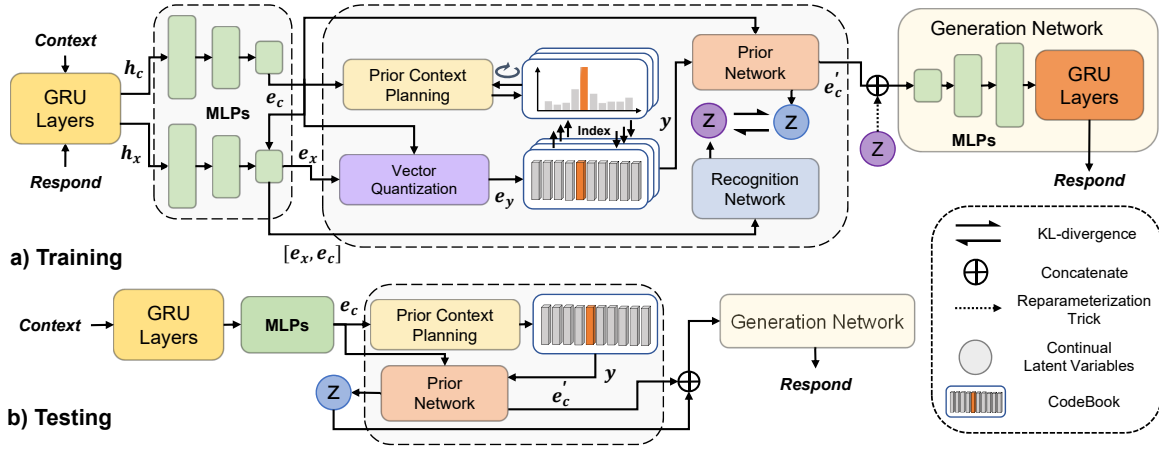 Context
GRU
Layers
Respond
h_c
h_x
MLPs
e_c
e_x
Prior Context
Planning
Vector
Quantization
e_y
Index
y
Prior
Network
Z
Z
Recognition
Network
e_c'
[e_x, e_c]
Z
Generation Network
MLPs
GRU
Layers
Respond
a) Training
Context
GRU
Layers
MLPs
e_c
Prior Context
Planning
Prior
Network
y
e_c'
Z
Generation Network
Respond
b) Testing
KL-divergence
Concatenate
Reparameterization
Trick
Continual
Latent Variables
CodeBook